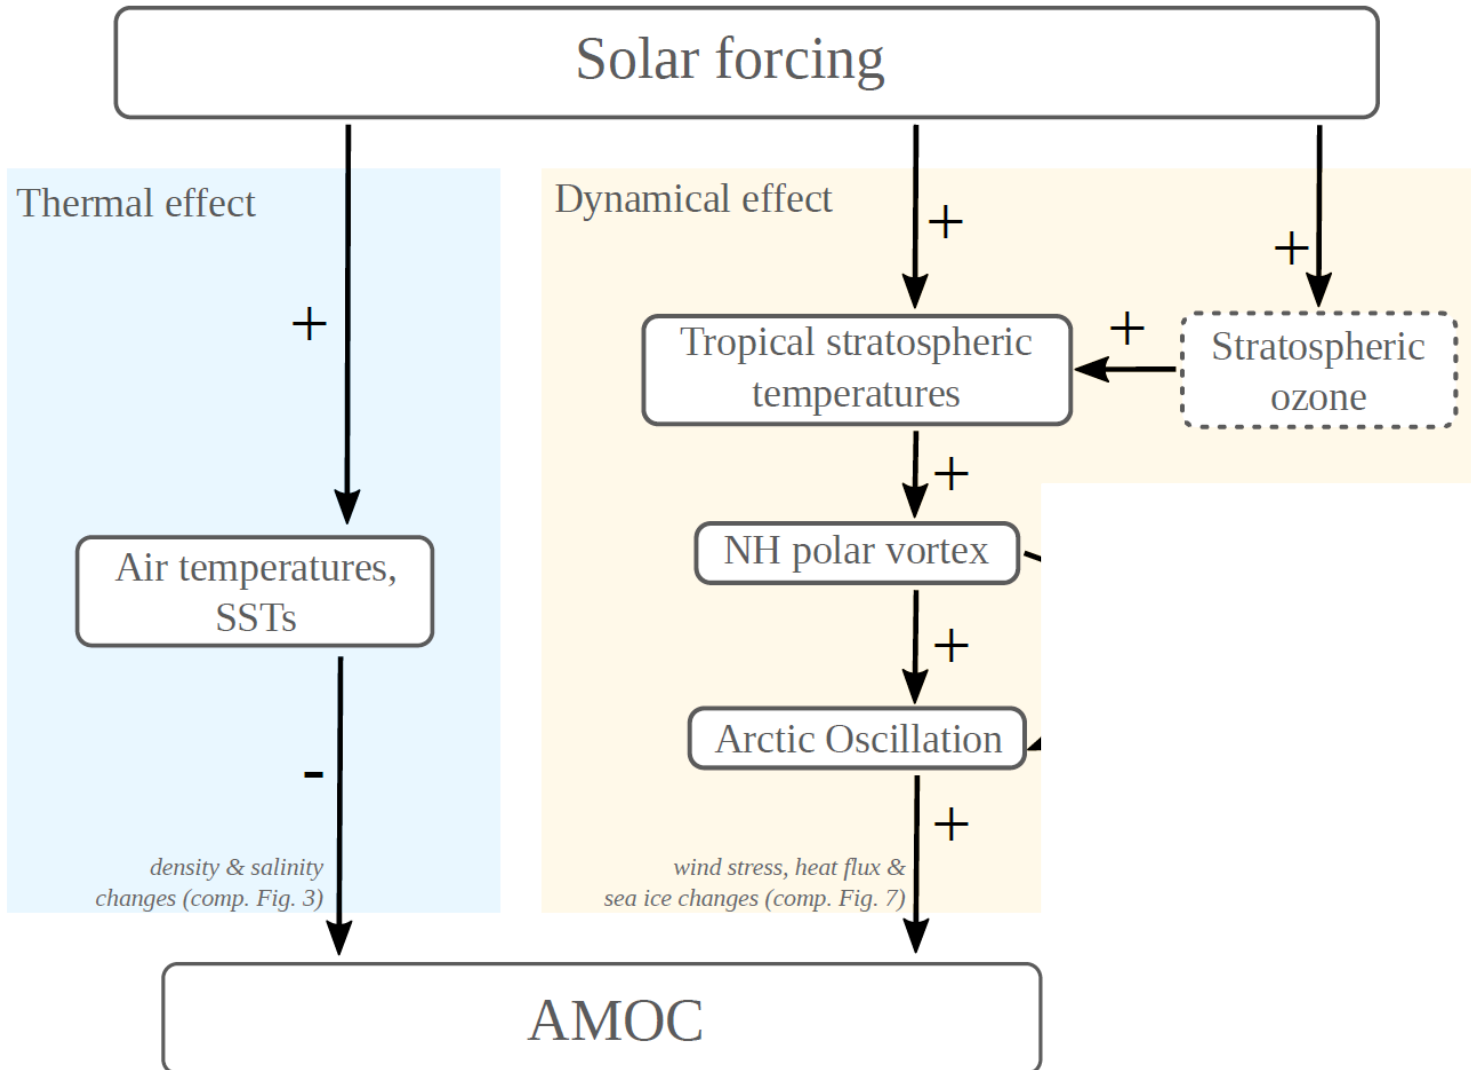 Solar forcing
Thermal effect
Dynamical effect
+
+
+
+
Tropical stratospheric
temperatures
Stratospheric
ozone
+
NH polar vortex
Air temperatures,
SSTs
+
Arctic Oscillation
-
+
density & salinity
changes (comp. Fig. 3)
wind stress, heat flux &
sea ice changes (comp. Fig. 7)
AMOC